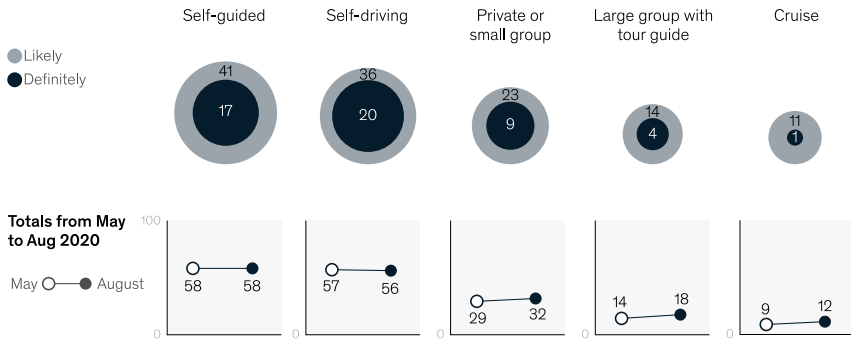 Self-guided
Self-driving
Private or
small group
Large group with
tour guide
Cruise
Likely
Definitely
41
17
36
20
23
9
14
4
11
1
Totals from May
to Aug 2020
May
August
100
0
58
58
0
57
56
0
29
32
0
14
18
0
9
12